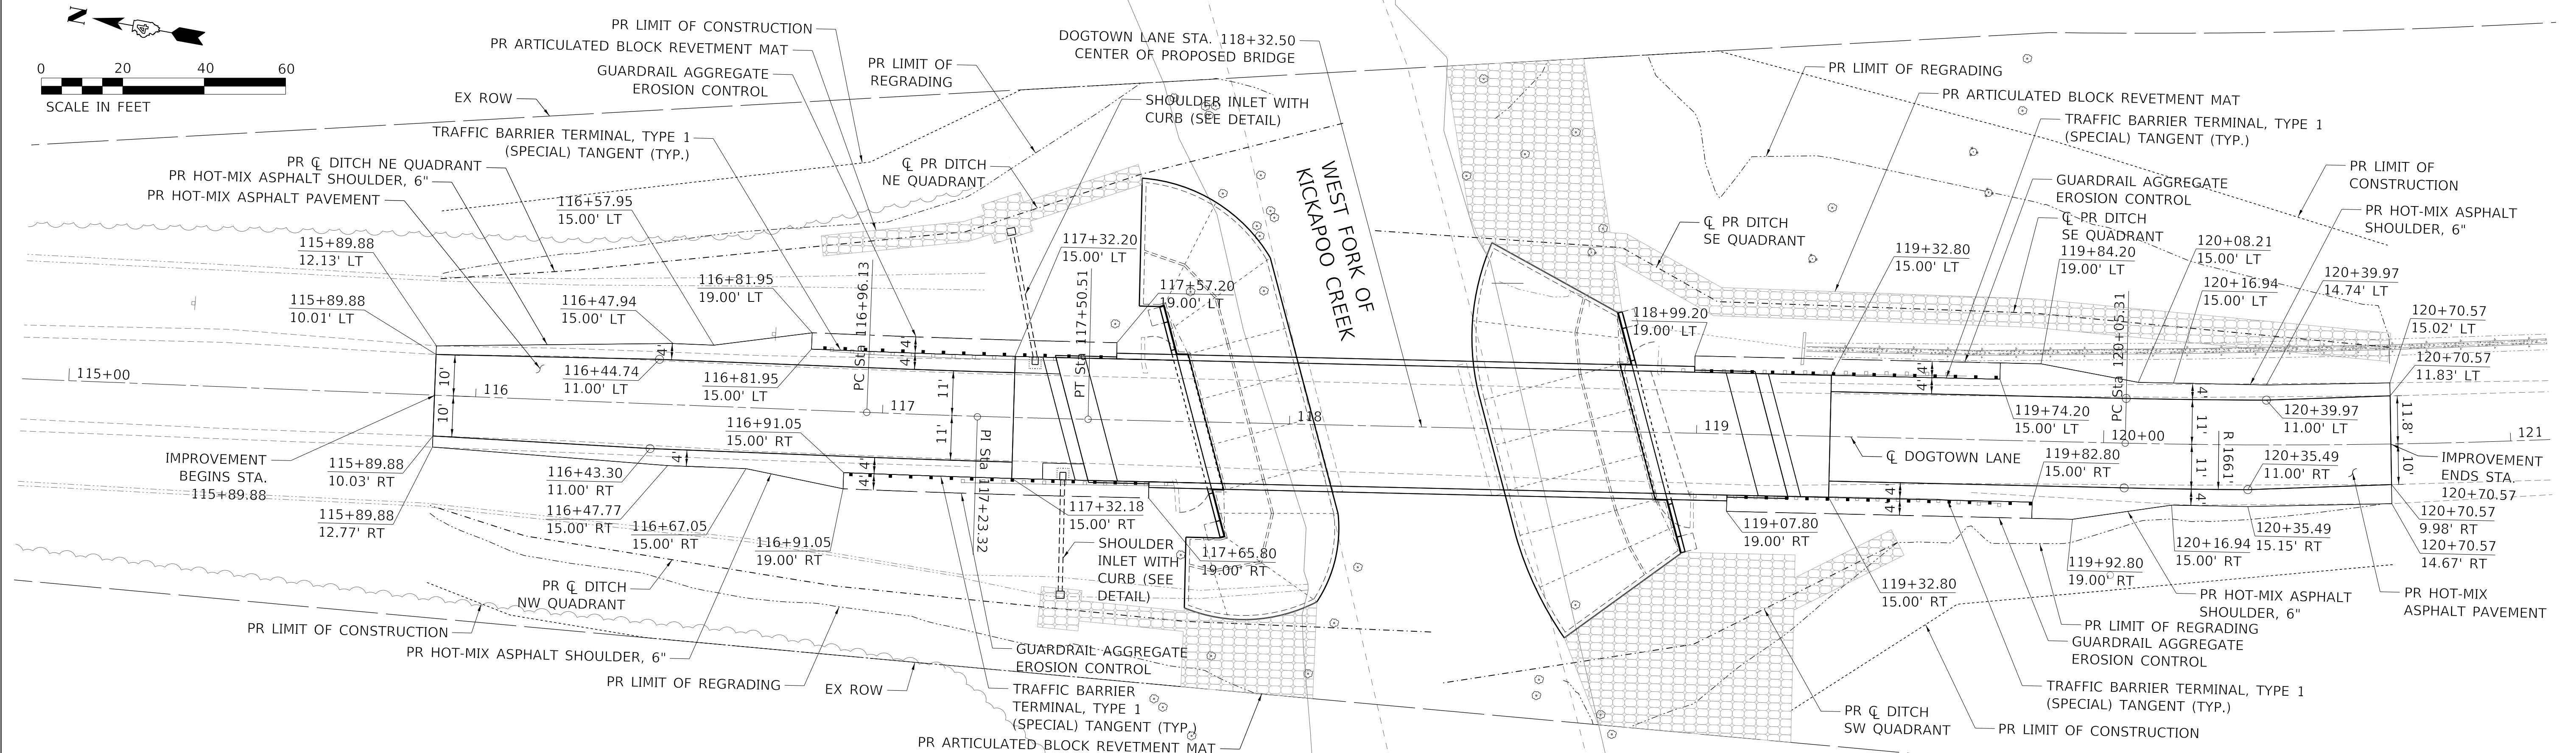 N
0 20 40 60
SCALE IN FEET
PR LIMIT OF CONSTRUCTION
PR ARTICULATED BLOCK REVETMENT MAT
GUARDRAIL AGGREGATE
EROSION CONTROL
PR LIMIT OF
REGRADING
DOGTOWN LANE STA. 118+32.50
CENTER OF PROPOSED BRIDGE
SHOULDER INLET WITH
CURB (SEE DETAIL)
EX ROW
TRAFFIC BARRIER TERMINAL, TYPE 1
(SPECIAL) TANGENT (TYP.)
PR ℄ DITCH NE QUADRANT
PR HOT-MIX ASPHALT SHOULDER, 6"
PR HOT-MIX ASPHALT PAVEMENT
℄ PR DITCH
NE QUADRANT
WEST FORK OF
KICKAPOO CREEK
PR LIMIT OF REGRADING
PR ARTICULATED BLOCK REVETMENT MAT
TRAFFIC BARRIER TERMINAL, TYPE 1
(SPECIAL) TANGENT (TYP.)
PR LIMIT OF
CONSTRUCTION
GUARDRAIL AGGREGATE
EROSION CONTROL
PR HOT-MIX ASPHALT
SHOULDER, 6"
℄ PR DITCH
SE QUADRANT
℄ PR DITCH
SE QUADRANT
116+57.95
15.00' LT
115+89.88
12.13' LT
115+89.88
10.01' LT
116+47.94
15.00' LT
116+81.95
19.00' LT
PC Sta 116+96.13
117+32.20
15.00' LT
PT Sta 117+50.51
117+57.20
19.00' LT
118+99.20
19.00' LT
119+32.80
15.00' LT
119+84.20
19.00' LT
120+08.21
15.00' LT
120+16.94
15.00' LT
120+39.97
14.74' LT
120+70.57
15.02' LT
120+70.57
11.83' LT
PC Sta 120+05.31
116+44.74
11.00' LT
116+81.95
15.00' LT
4'
4'
4'
4'
4'
4'
115+00
116
117
118
119
120+00
121
10'
10'
11'
11'
11'
11'
11.8'
10'
R 1661'
119+74.20
15.00' LT
120+39.97
11.00' LT
℄ DOGTOWN LANE
116+91.05
15.00' RT
PI Sta 117+23.32
119+82.80
15.00' RT
120+35.49
11.00' RT
IMPROVEMENT
BEGINS STA.
115+89.88
IMPROVEMENT
ENDS STA.
120+70.57
115+89.88
10.03' RT
115+89.88
12.77' RT
116+43.30
11.00' RT
116+47.77
15.00' RT
116+67.05
15.00' RT
116+91.05
19.00' RT
4'
4'
4'
4'
4'
4'
117+32.18
15.00' RT
SHOULDER
INLET WITH
CURB (SEE
DETAIL)
117+65.80
19.00' RT
119+07.80
19.00' RT
119+32.80
15.00' RT
119+92.80
19.00' RT
120+16.94
15.00' RT
120+35.49
15.15' RT
120+70.57
9.98' RT
120+70.57
14.67' RT
PR ℄ DITCH
NW QUADRANT
PR LIMIT OF CONSTRUCTION
PR HOT-MIX ASPHALT SHOULDER, 6"
PR LIMIT OF REGRADING
EX ROW
GUARDRAIL AGGREGATE
EROSION CONTROL
TRAFFIC BARRIER
TERMINAL, TYPE 1
(SPECIAL) TANGENT (TYP.)
PR ARTICULATED BLOCK REVETMENT MAT
PR HOT-MIX ASPHALT
SHOULDER, 6"
PR HOT-MIX
ASPHALT PAVEMENT
PR LIMIT OF REGRADING
GUARDRAIL AGGREGATE
EROSION CONTROL
TRAFFIC BARRIER TERMINAL, TYPE 1
(SPECIAL) TANGENT (TYP.)
PR ℄ DITCH
SW QUADRANT
PR LIMIT OF CONSTRUCTION